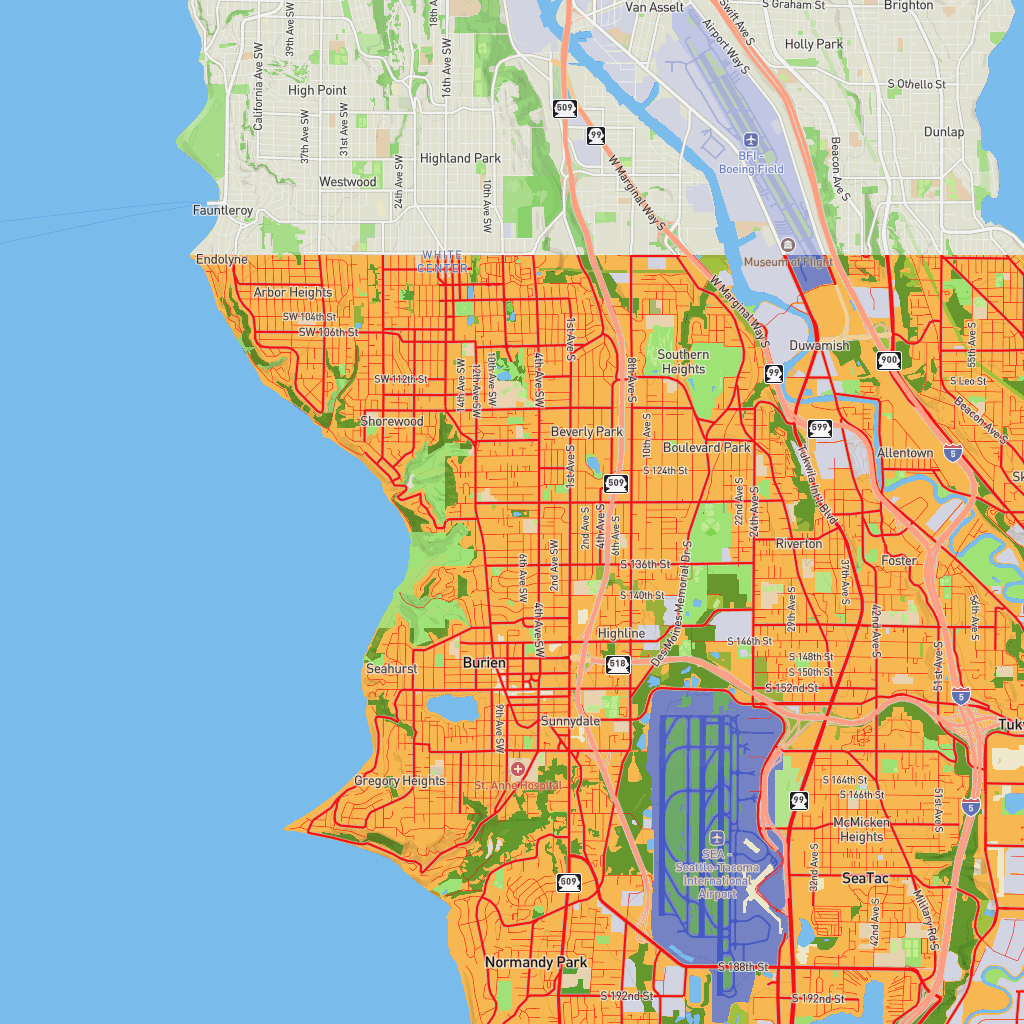 Van Asselt
S Graham St
Brighton
Swift Ave S
Airport Way S
Holly Park
S Othello St
39th Ave SW
18th A
16th Ave SW
California Ave SW
High Point
37th Ave SW
31st Ave SW
24th Ave SW
Highland Park
Westwood
10th Ave SW
Fauntleroy
509
99
W Marginal Way S
BFI -
Boeing Field
Beacon Ave S
Dunlap
Endolyne
WHITE
CENTER
Museum of Flight
Arbor Heights
SW 104th St
SW 106th St
W Marginal Way S
1st Ave S
Southern
Heights
8th Ave S
Duwamish
900
55th Ave S
S Leo St
Beacon Ave S
SW 112th St
14th Ave SW
12th Ave SW
10th Ave SW
4th Ave SW
99
599
Shorewood
Beverly Park
10th Ave S
Boulevard Park
Allentown
5
Sk
S 124th St
1st Ave S
509
22nd Ave S
24th Ave S
Tukwila Intl Blvd
2nd Ave S
4th Ave S
6th Ave S
Riverton
Foster
6th Ave SW
2nd Ave SW
S 136th St
S 140th St
Des Moines Memorial Dr S
37th Ave S
29th Ave S
42nd Ave S
56th Ave S
4th Ave SW
Highline
S 146th St
S 148th St
S 150th St
S 152nd St
51st Ave S
Seahurst
Burien
518
5
9th Ave SW
Sunnydale
Tukw
Gregory Heights
St. Anne Hospital
S 164th St
S 166th St
99
51st Ave S
5
McMicken
Heights
SEA -
Seattle-Tacoma
International
Airport
32nd Ave S
SeaTac
509
42nd Ave S
Military Rd S
Normandy Park
S 188th St
S 192nd St
S 192nd St